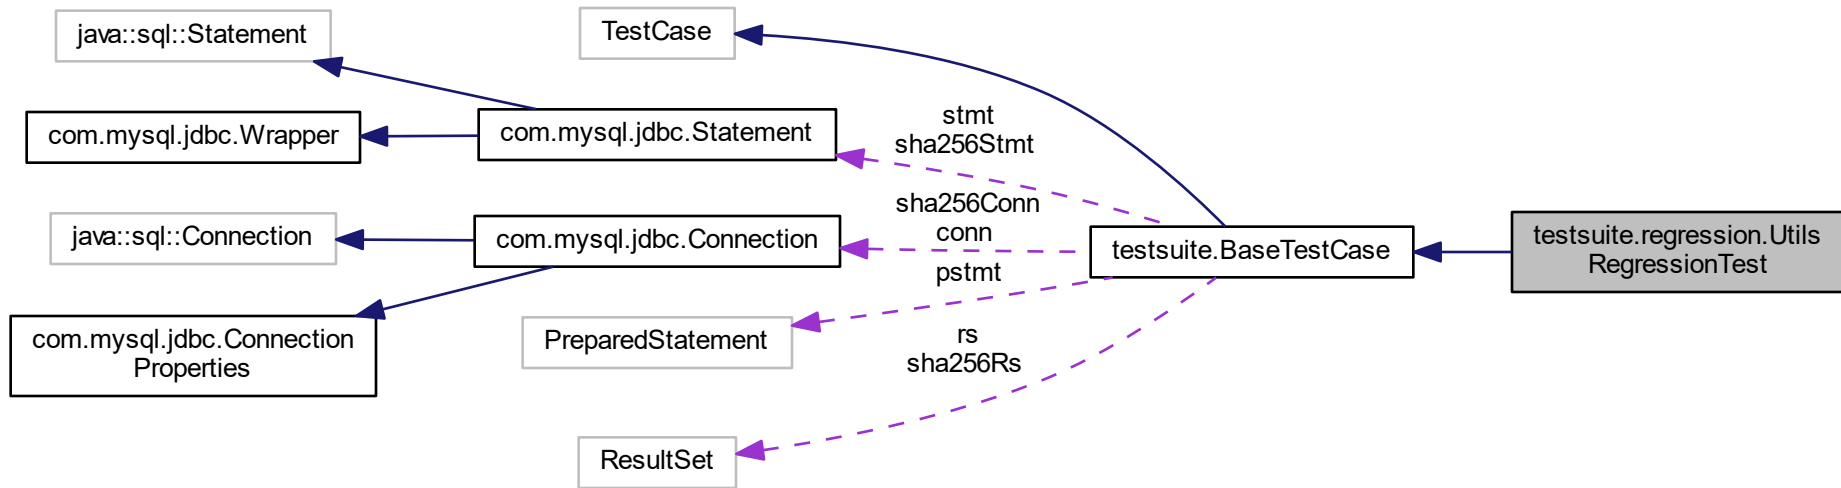 java::sql::Statement
TestCase
com.mysql.jdbc.Wrapper
com.mysql.jdbc.Statement
stmt
sha256Stmt
java::sql::Connection
com.mysql.jdbc.Connection
sha256Conn
conn
testsuite.BaseTestCase
testsuite.regression.Utils
RegressionTest
pstmt
com.mysql.jdbc.Connection
Properties
PreparedStatement
rs
sha256Rs
ResultSet